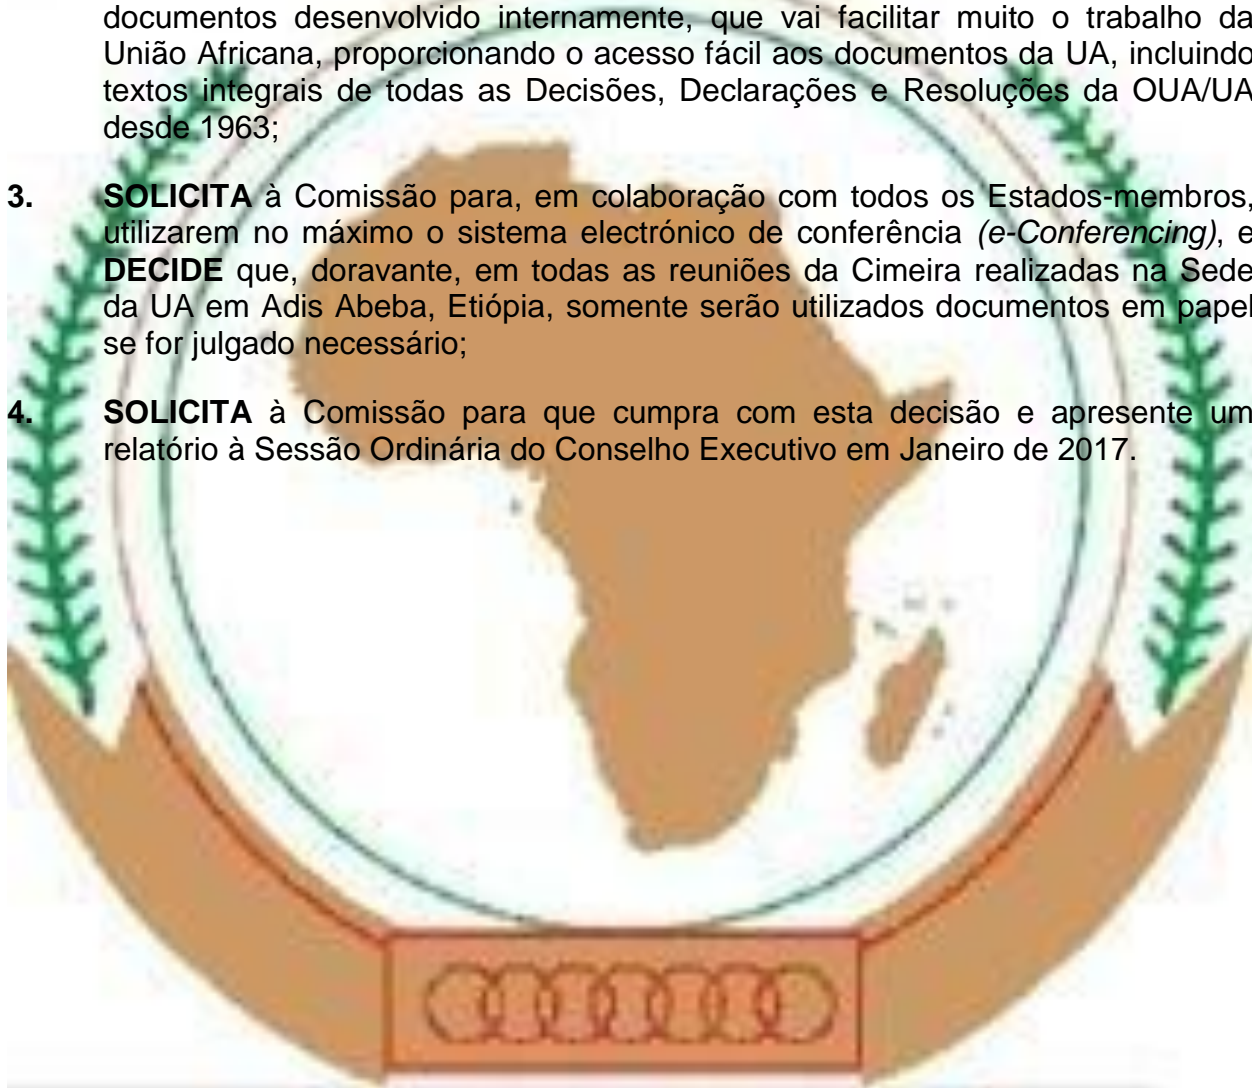 documentos desenvolvido internamente, que vai facilitar muito o trabalho da
União Africana, proporcionando o acesso fácil aos documentos da UA, incluindo
textos integrais de todas as Decisões, Declarações e Resoluções da OUA/UA
desde 1963;
3. SOLICITA à Comissão para, em colaboração com todos os Estados-membros,
utilizarem no máximo o sistema electrónico de conferência (e-Conferencing), e
DECIDE que, doravante, em todas as reuniões da Cimeira realizadas na Sede
da UA em Adis Abeba, Etiópia, somente serão utilizados documentos em papel
se for julgado necessário;
4. SOLICITA à Comissão para que cumpra com esta decisão e apresente um
relatório à Sessão Ordinária do Conselho Executivo em Janeiro de 2017.